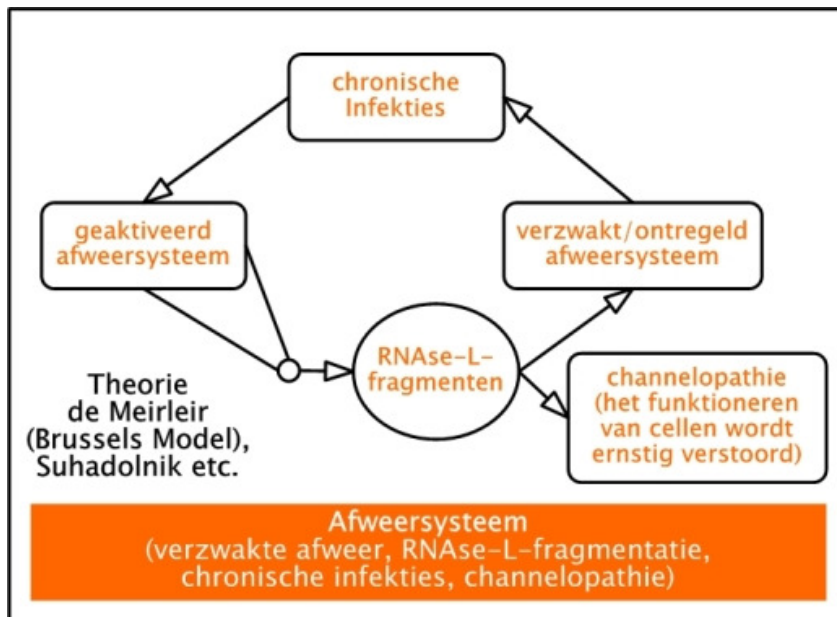 chronische
Infekties
geaktiveerd
afweersysteem
verzwakt/ontregeld
afweersysteem
RNAse-L-
fragmenten
channelopathie
(het funktioneren
van cellen wordt
ernstig verstoord)
Theorie
de Meirleir
(Brussels Model),
Suhadolnik etc.
Afweersysteem
(verzwakte afweer, RNAse-L-fragmentatie,
chronische infekties, channelopathie)